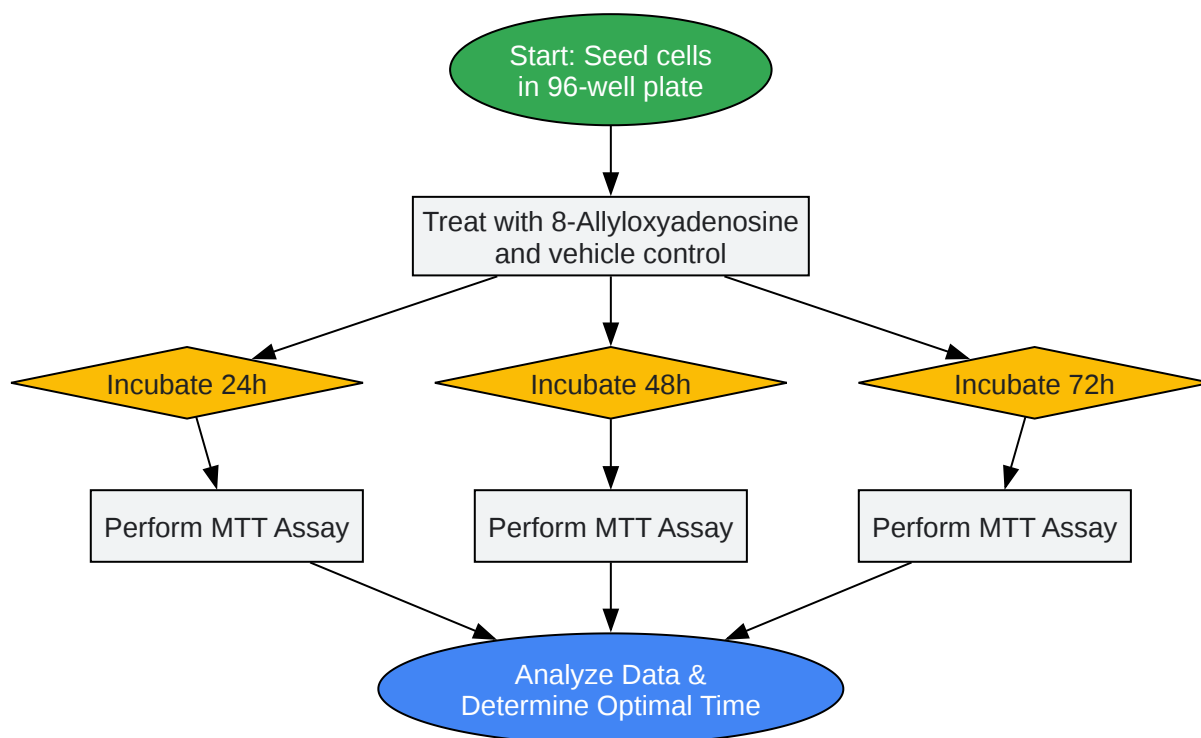 Start: Seed cells
in 96-well plate
Treat with 8-Allyloxyadenosine
and vehicle control
Incubate 24h
Incubate 48h
Incubate 72h
Perform MTT Assay
Perform MTT Assay
Perform MTT Assay
Analyze Data &
Determine Optimal Time